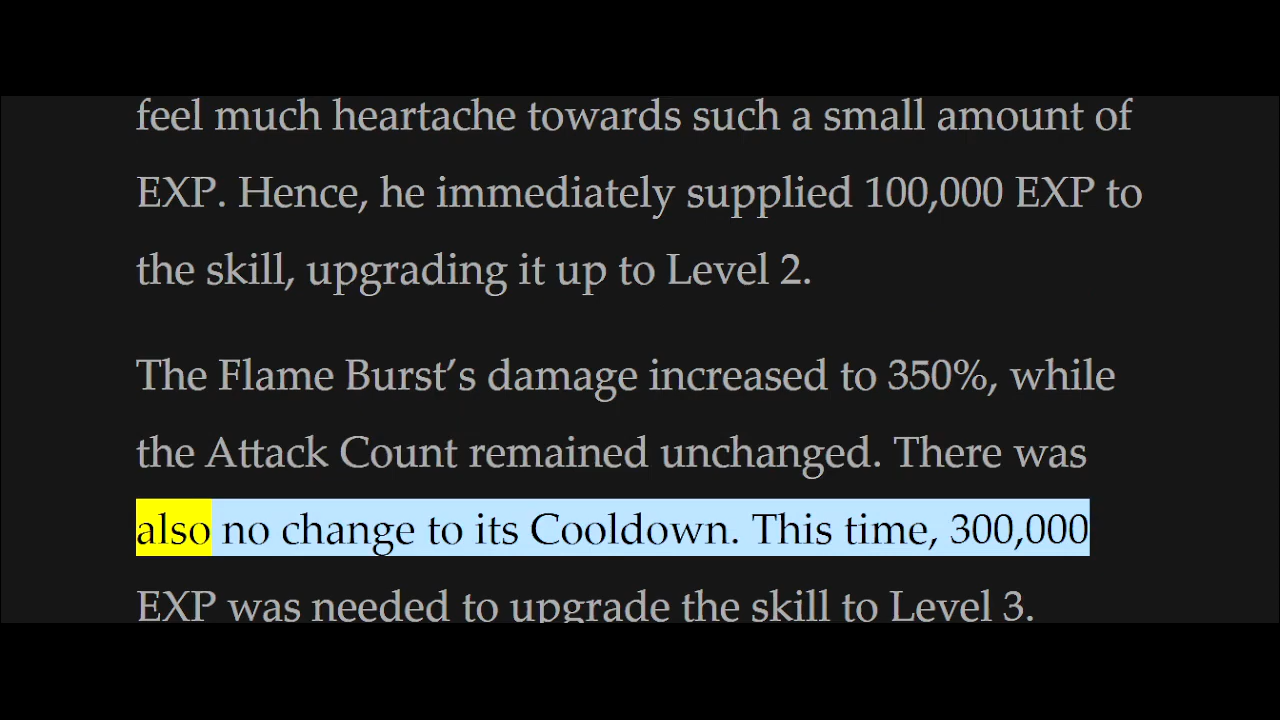 feel much heartache towards such a small amount of
EXP. Hence, he immediately supplied 100,000 EXP to
the skill, upgrading it up to Level 2.
The Flame Burst’s damage increased to 350%, while
the Attack Count remained unchanged. There was
also no change to its Cooldown. This time, 300,000
EXP was needed to upgrade the skill to Level 3.